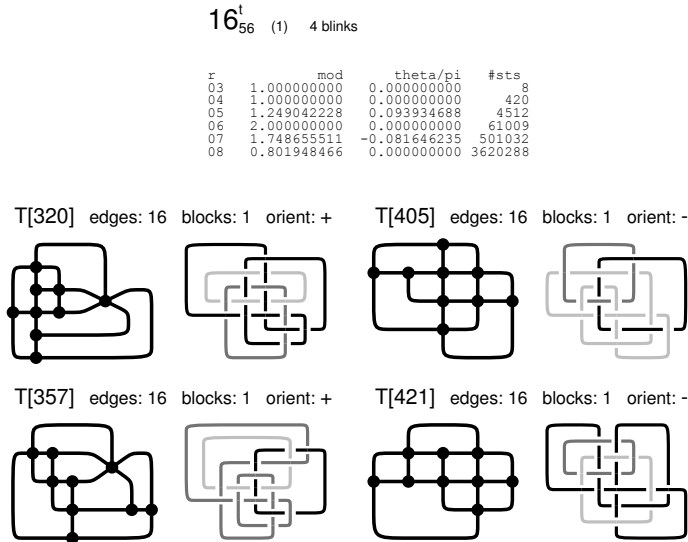 16 t 56 (1) 4 blinks
r mod theta/pi #sts
03 1.000000000 0.000000000 8
04 1.000000000 0.000000000 420
05 1.249042228 0.093934688 4512
06 2.000000000 0.000000000 61009
07 1.748655511 -0.081646235 501032
08 0.801948466 0.000000000 3620288
T[320] edges: 16 blocks: 1 orient: +
T[405] edges: 16 blocks: 1 orient: -
T[357] edges: 16 blocks: 1 orient: +
T[421] edges: 16 blocks: 1 orient: -